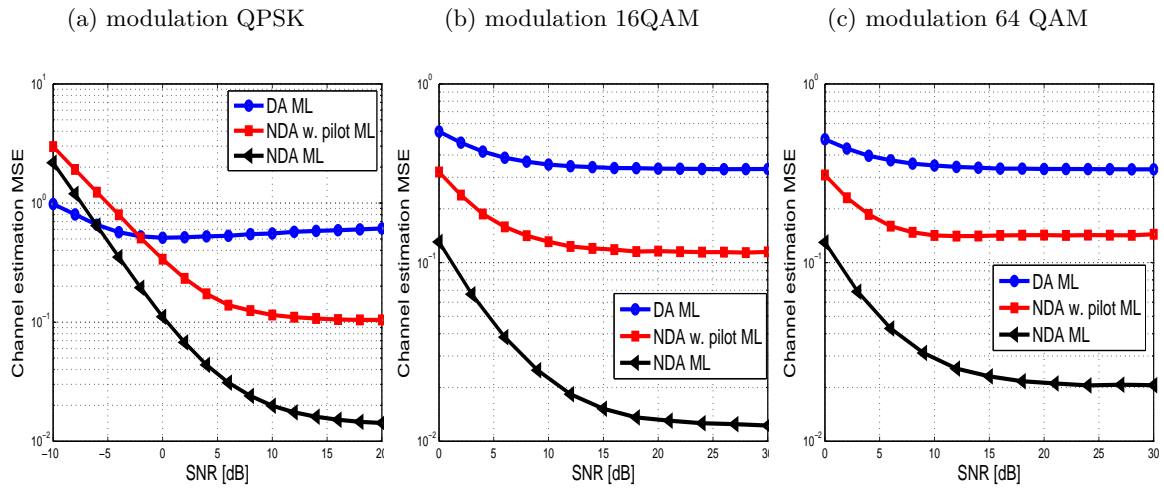 (a) modulation QPSK
(b) modulation 16QAM
(c) modulation 64 QAM
Channel estimation MSE
10^1
10^0
10^-1
10^-2
DA ML
NDA w. pilot ML
NDA ML
-10 -5 0 5 10 15 20
SNR [dB]
Channel estimation MSE
10^0
10^-1
10^-2
DA ML
NDA w. pilot ML
NDA ML
0 5 10 15 20 25 30
SNR [dB]
Channel estimation MSE
10^0
10^-1
10^-2
DA ML
NDA w. pilot ML
NDA ML
0 5 10 15 20 25 30
SNR [dB]